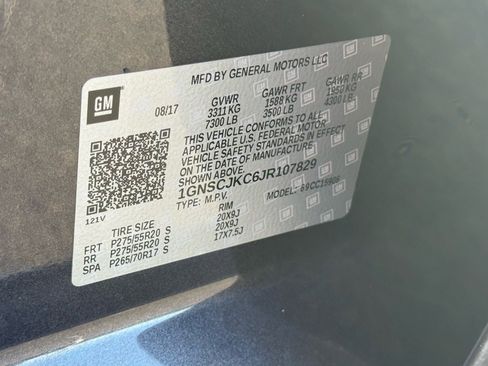 MFD BY GENERAL MOTORS LLC
GM
08/17 GVWR GAWR FRT GAWR RR
3311 KG 1588 KG 1950 KG
7300 LB 3500 LB 4300 LB
THIS VEHICLE CONFORMS TO ALL
APPLICABLE U.S. FEDERAL MOTOR
VEHICLE SAFETY STANDARDS IN EFFECT
ON THE DATE OF MANUFACTURE SHOWN ABOVE.
1GNSCJKC6JR107829
TYPE: M.P.V. MODEL:
121V
TIRE SIZE RIM
FRT P275/55R20 S 20X9J
RR P275/55R20 S 20X9J
SPA P265/70R17 S 17X7.5J